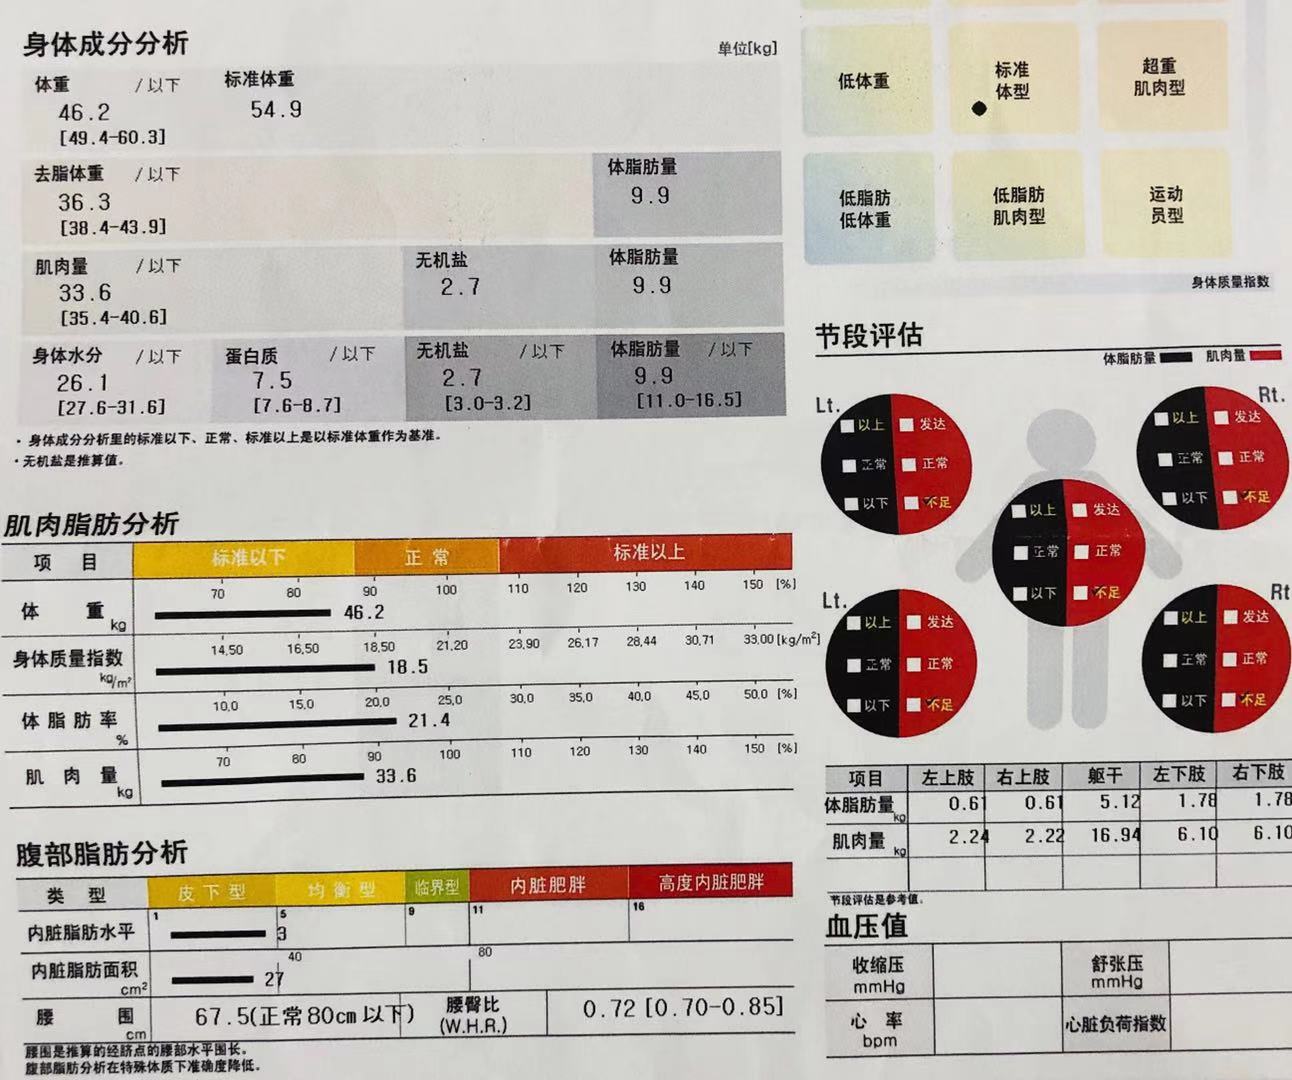 身体成分分析
单位[kg]
体重 /以下 标准体重
46.2 54.9
[49.4-60.3]
去脂体重 /以下 体脂肪量
36.3 9.9
[38.4-43.9]
肌肉量 /以下 无机盐 体脂肪量
33.6 2.7 9.9
[35.4-40.6]
身体水分 /以下 蛋白质 /以下 无机盐 /以下 体脂肪量 /以下
26.1 7.5 2.7 9.9
[27.6-31.6] [7.6-8.7] [3.0-3.2] [11.0-16.5]
· 身体成分分析里的标准以下、正常、标准以上是以标准体重作为基准。
· 无机盐是推算值。
低体重 标准体型 超重肌肉型
低脂肪低体重 低脂肪肌肉型 运动员型
身体质量指数
肌肉脂肪分析
项目 标准以下 正常 标准以上
70 80 90 100 110 120 130 140 150 [%]
体重 kg 46.2
14,50 16,50 18,50 21,20 23,90 26,17 28,44 30,71 33,00 [kg/m²]
身体质量指数 kg/m² 18.5
10,0 15,0 20,0 25,0 30,0 35,0 40,0 45,0 50,0 [%]
体脂肪率 % 21.4
70 80 90 100 110 120 130 140 150 [%]
肌肉量 kg 33.6
腹部脂肪分析
类型 皮下型 均衡型 临界型 内脏肥胖 高度内脏肥胖
1 5 9 11 16
内脏脂肪水平 3
40 80
内脏脂肪面积 cm² 27
腰围 cm 67.5(正常80cm以下) 腰臀比 (W.H.R.) 0.72 [0.70-0.85]
腰围是推算的经脐点的腰部水平围长。
腹部脂肪分析在特殊体质下准确度降低。
节段评估
体脂肪量 肌肉量
Lt. Rt.
以上 发达
正常 正常
以下 不足
以上 发达
正常 正常
以下 不足
以上 发达
正常 正常
以下 不足
Lt. Rt
以上 发达
正常 正常
以下 不足
以上 发达
正常 正常
以下 不足
项目 左上肢 右上肢 躯干 左下肢 右下肢
体脂肪量 kg 0.61 0.61 5.12 1.78 1.78
肌肉量 kg 2.24 2.22 16.94 6.10 6.10
节段评估是参考值。
血压值
收缩压 mmHg 舒张压 mmHg
心率 bpm 心脏负荷指数